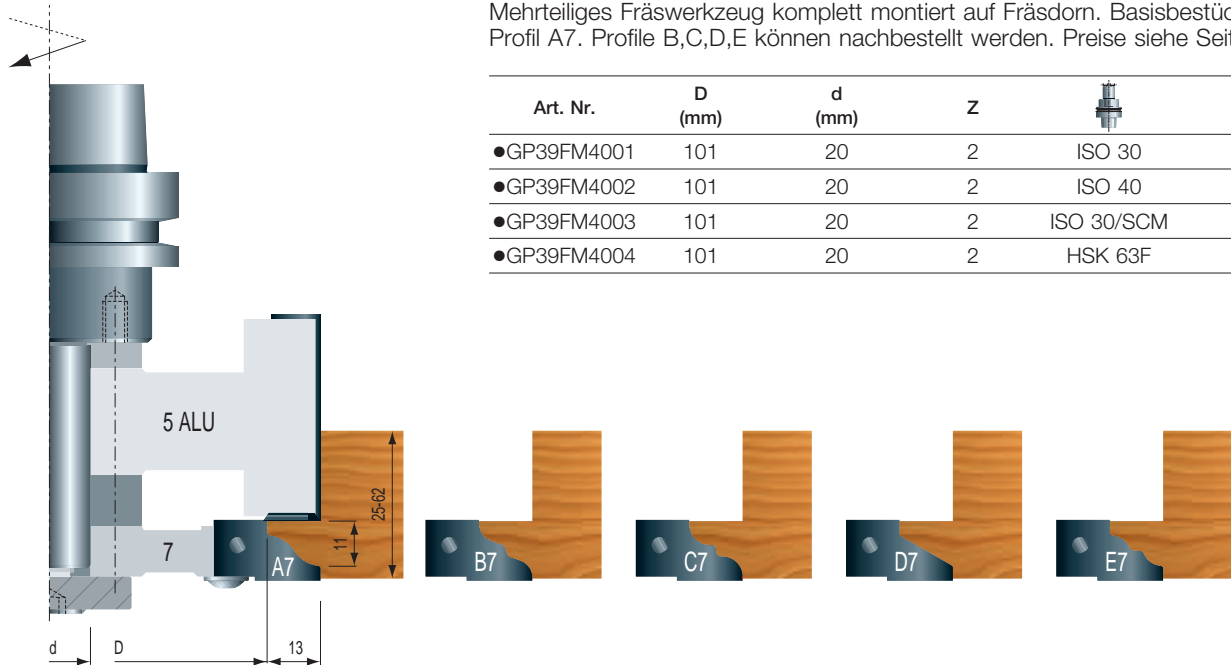 Mehrteiliges Fräswerkzeug komplett montiert auf Fräsdorn.
Profil A7. Profile B,C,D,E können nachbestellt werden. Preise siehe
Art. Nr. D (mm) d (mm) Z
●GP39FM4001 101 20 2 ISO 30
●GP39FM4002 101 20 2 ISO 40
●GP39FM4003 101 20 2 ISO 30/SCM
●GP39FM4004 101 20 2 HSK 63F
5 ALU
25-62
11
7
A7
B7
C7
D7
E7
d D 13